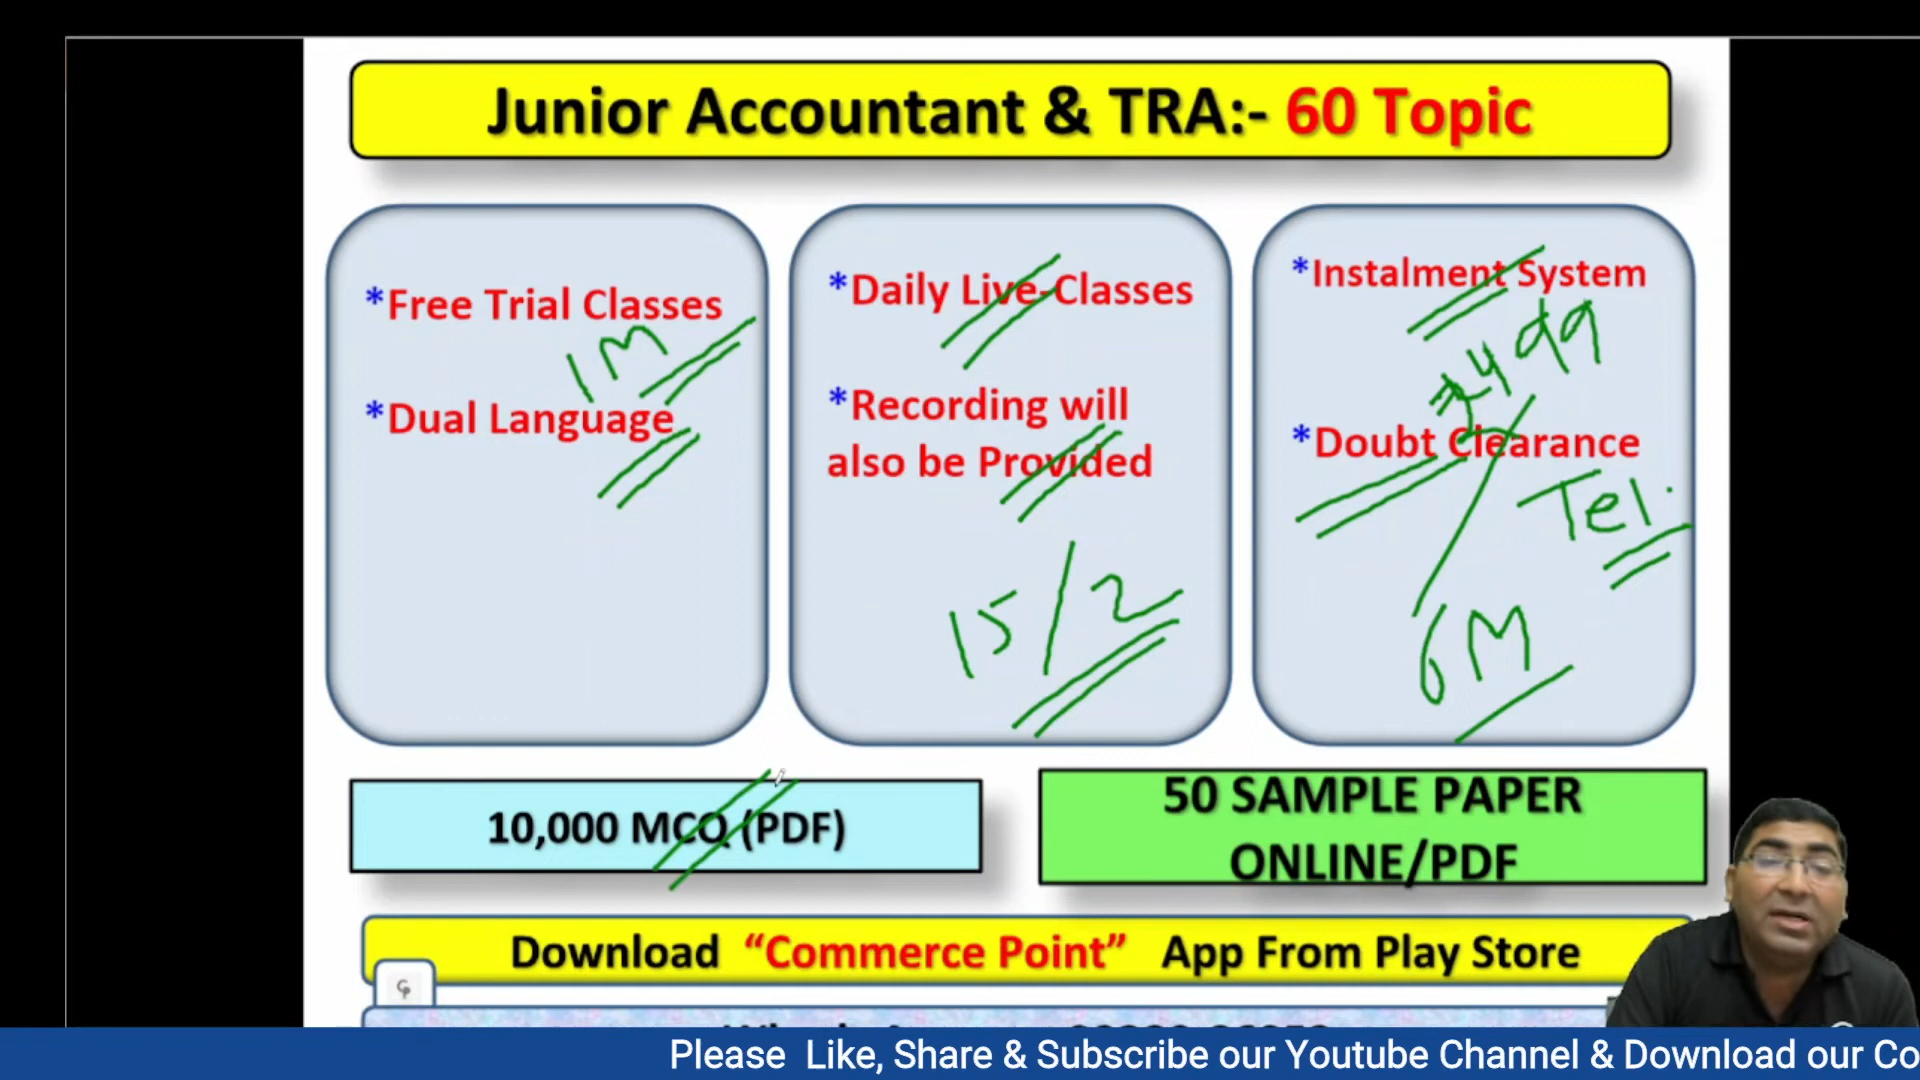 Junior Accountant & TRA:- 60 Topic
*Free Trial Classes
1M
*Dual Language
*Daily Live-Classes
*Recording will
also be Provided
15/2
*Instalment System
*Doubt Clearance
Tel.
6M
10,000 MCQ (PDF)
50 SAMPLE PAPER
ONLINE/PDF
Download “Commerce Point” App From Play Store
Please Like, Share & Subscribe our Youtube Channel & Download our Co